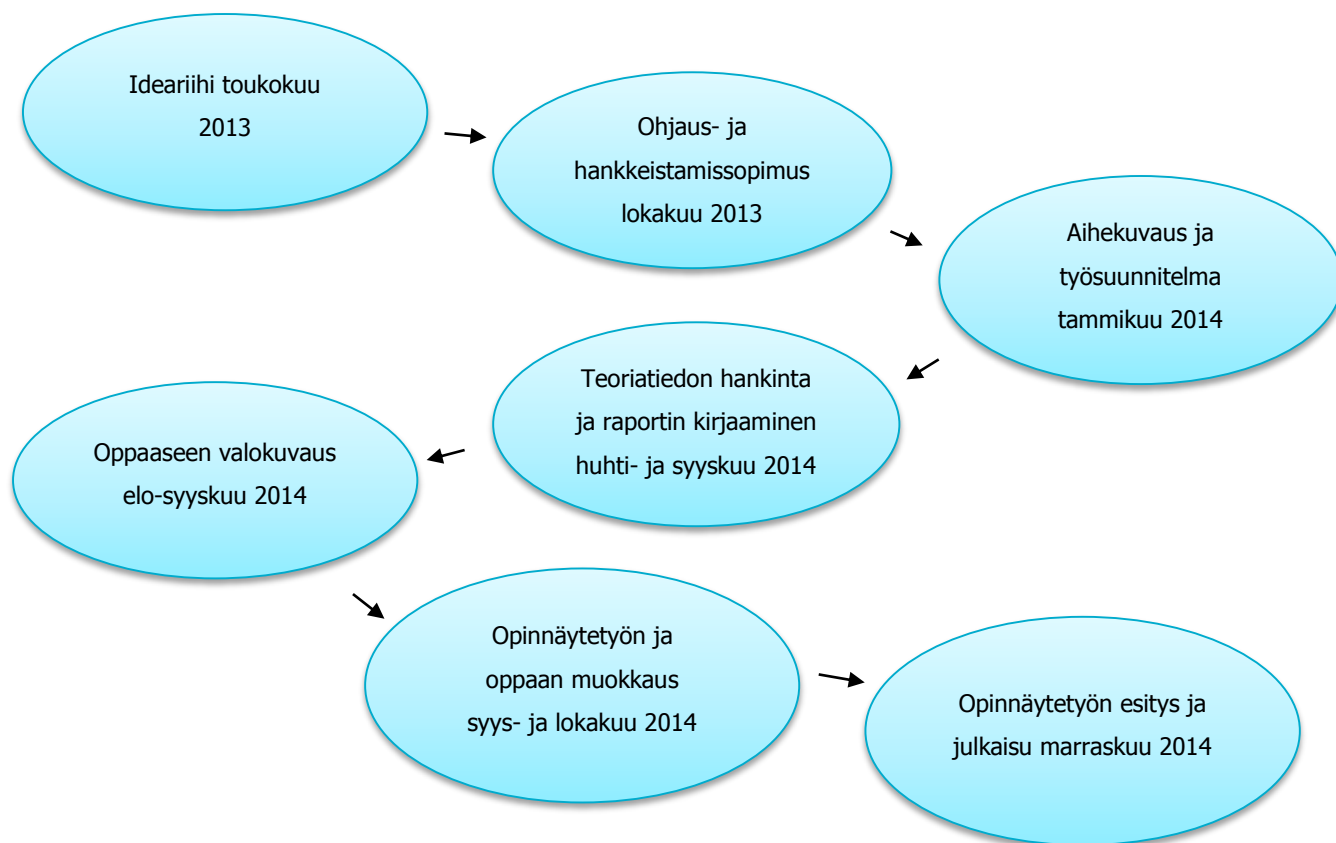 Ideariihi toukokuu
2013
Ohjaus- ja
hankkeistamissopimus
lokakuu 2013
Aihekuvaus ja
työsuunnitelma
tammikuu 2014
Teoriatiedon hankinta
ja raportin kirjaaminen
huhti- ja syyskuu 2014
Oppaaseen valokuvaus
elo-syyskuu 2014
Opinnäytetyön ja
oppaan muokkaus
syys- ja lokakuu 2014
Opinnäytetyön esitys ja
julkaisu marraskuu 2014